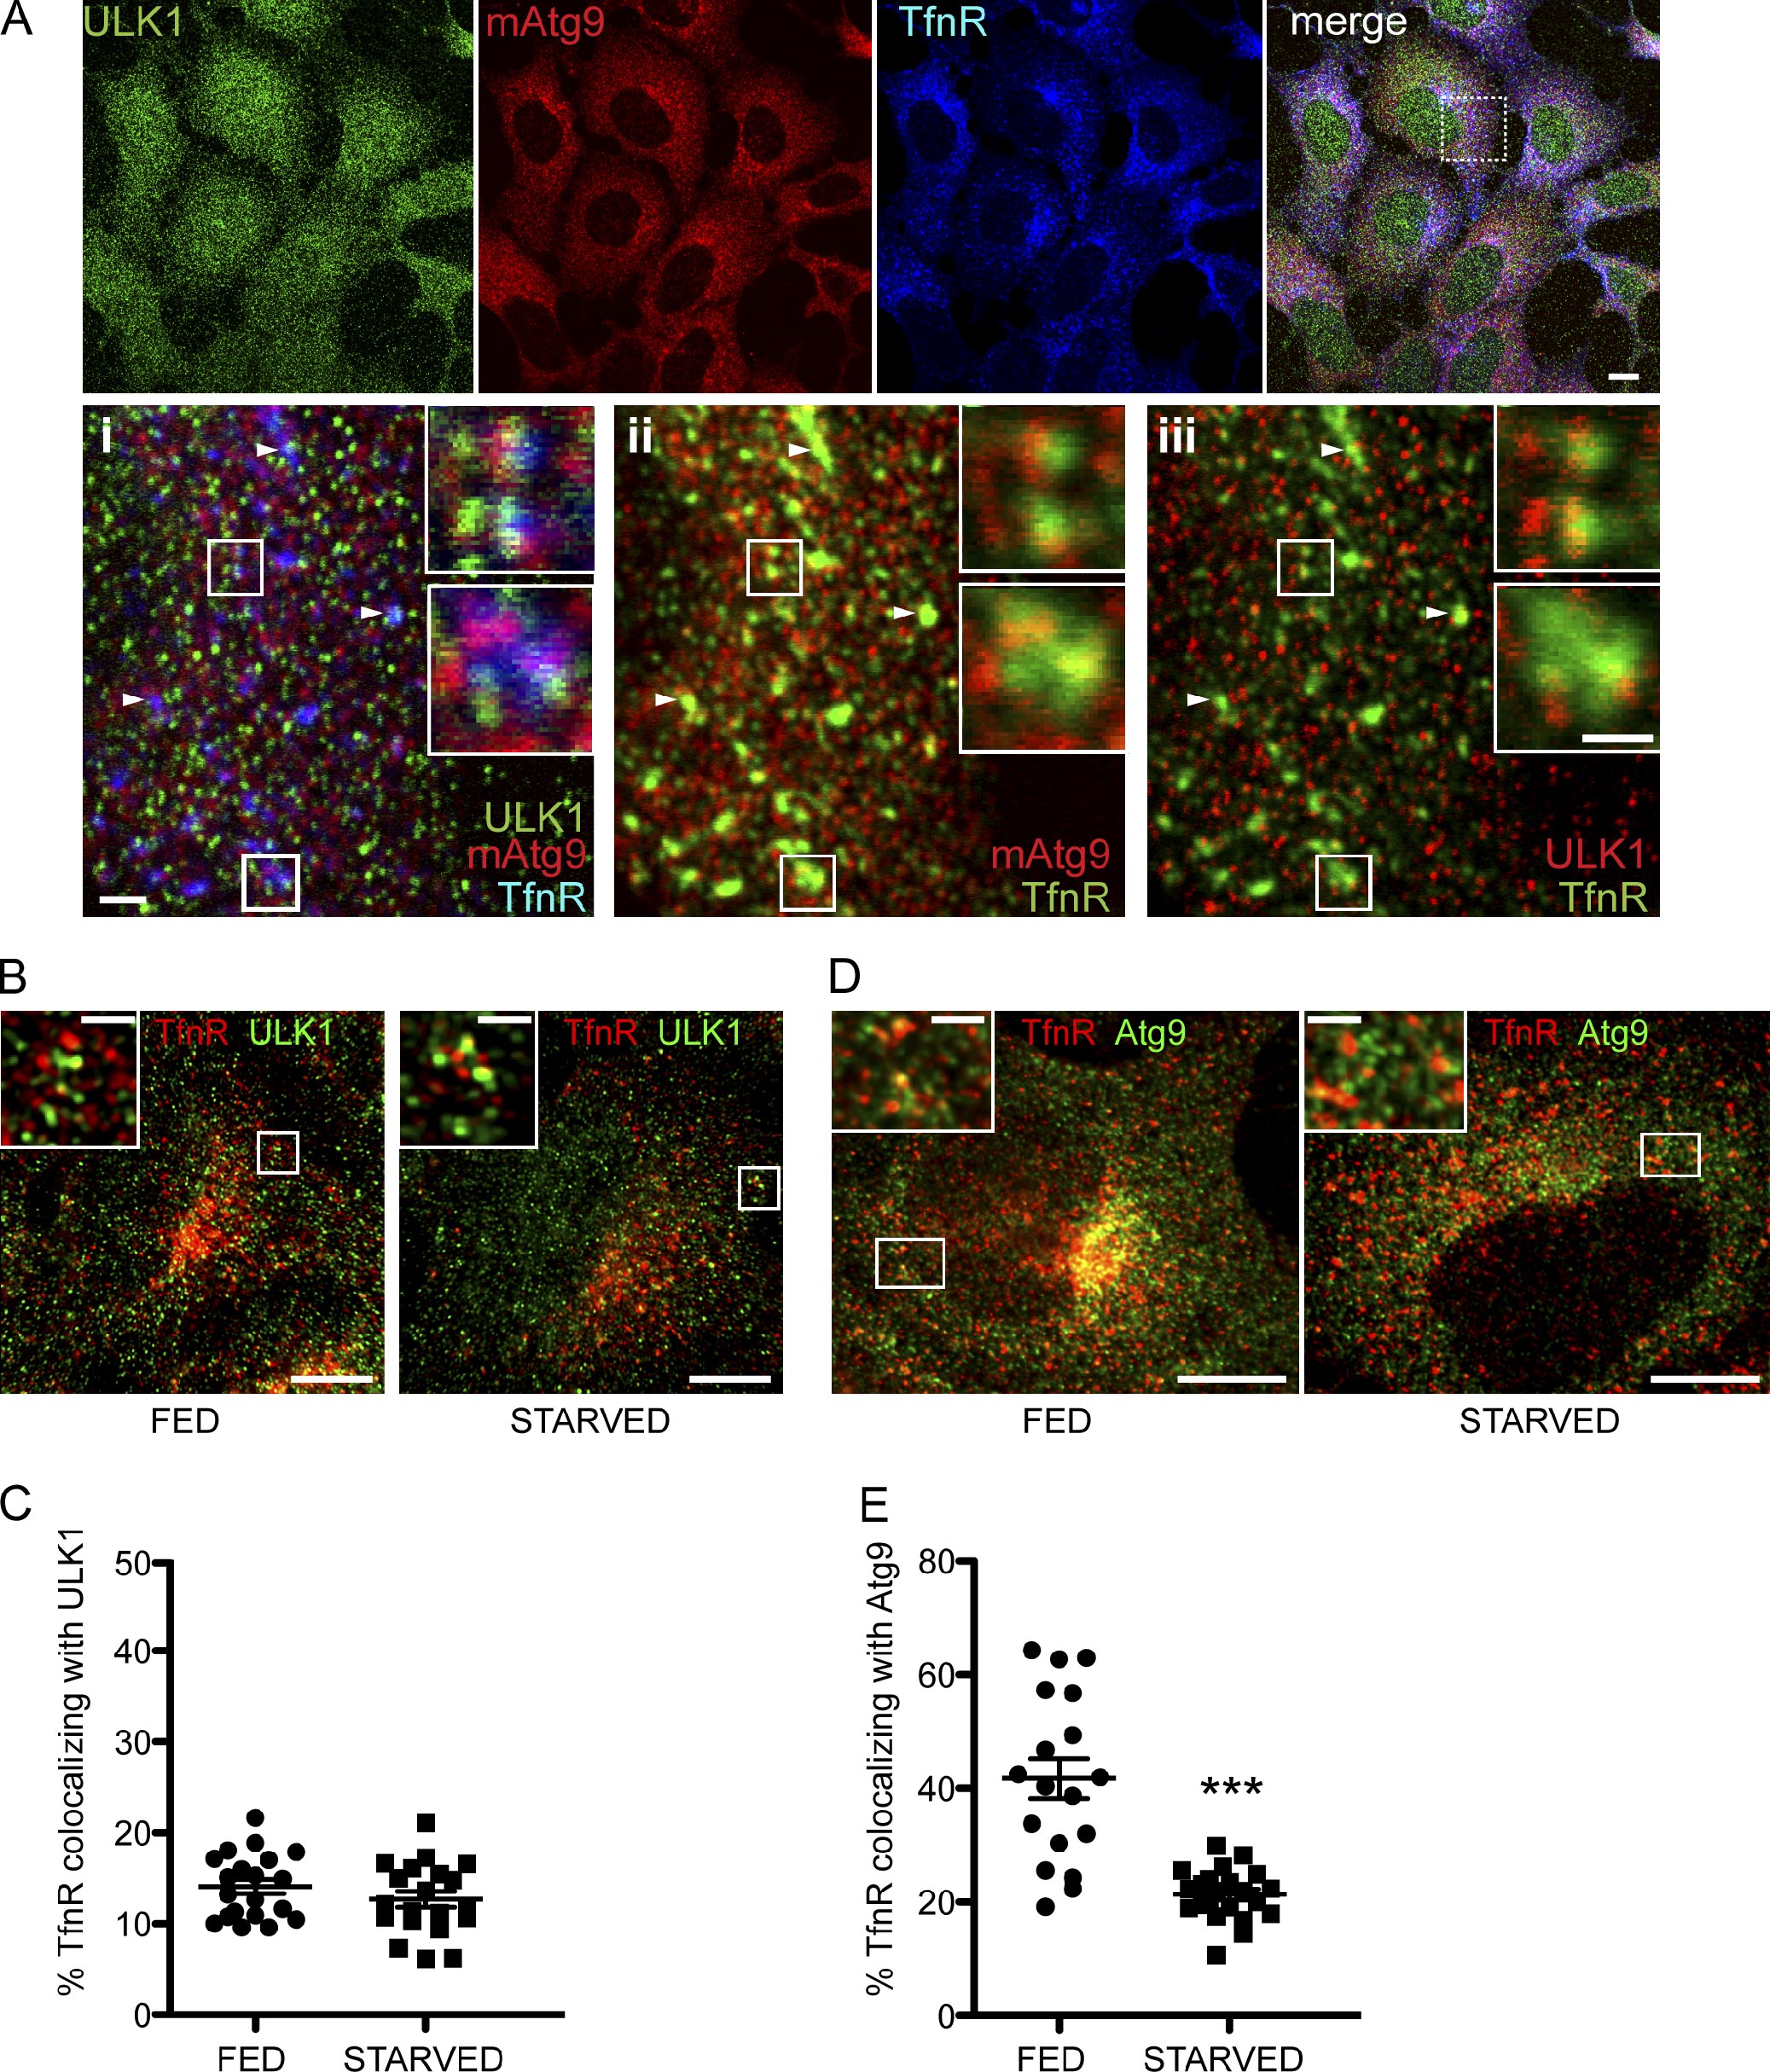 A
ULK1 mAtg9 TfnR merge
i ii iii
ULK1
mAtg9
TfnR
mAtg9
TfnR
ULK1
TfnR
B
TfnR ULK1 TfnR ULK1
FED STARVED
D
TfnR Atg9 TfnR Atg9
FED STARVED
C
% TfnR colocalizing with ULK1
50
40
30
20
10
0
FED STARVED
E
% TfnR colocalizing with Atg9
80
60
40
20
0
***
FED STARVED